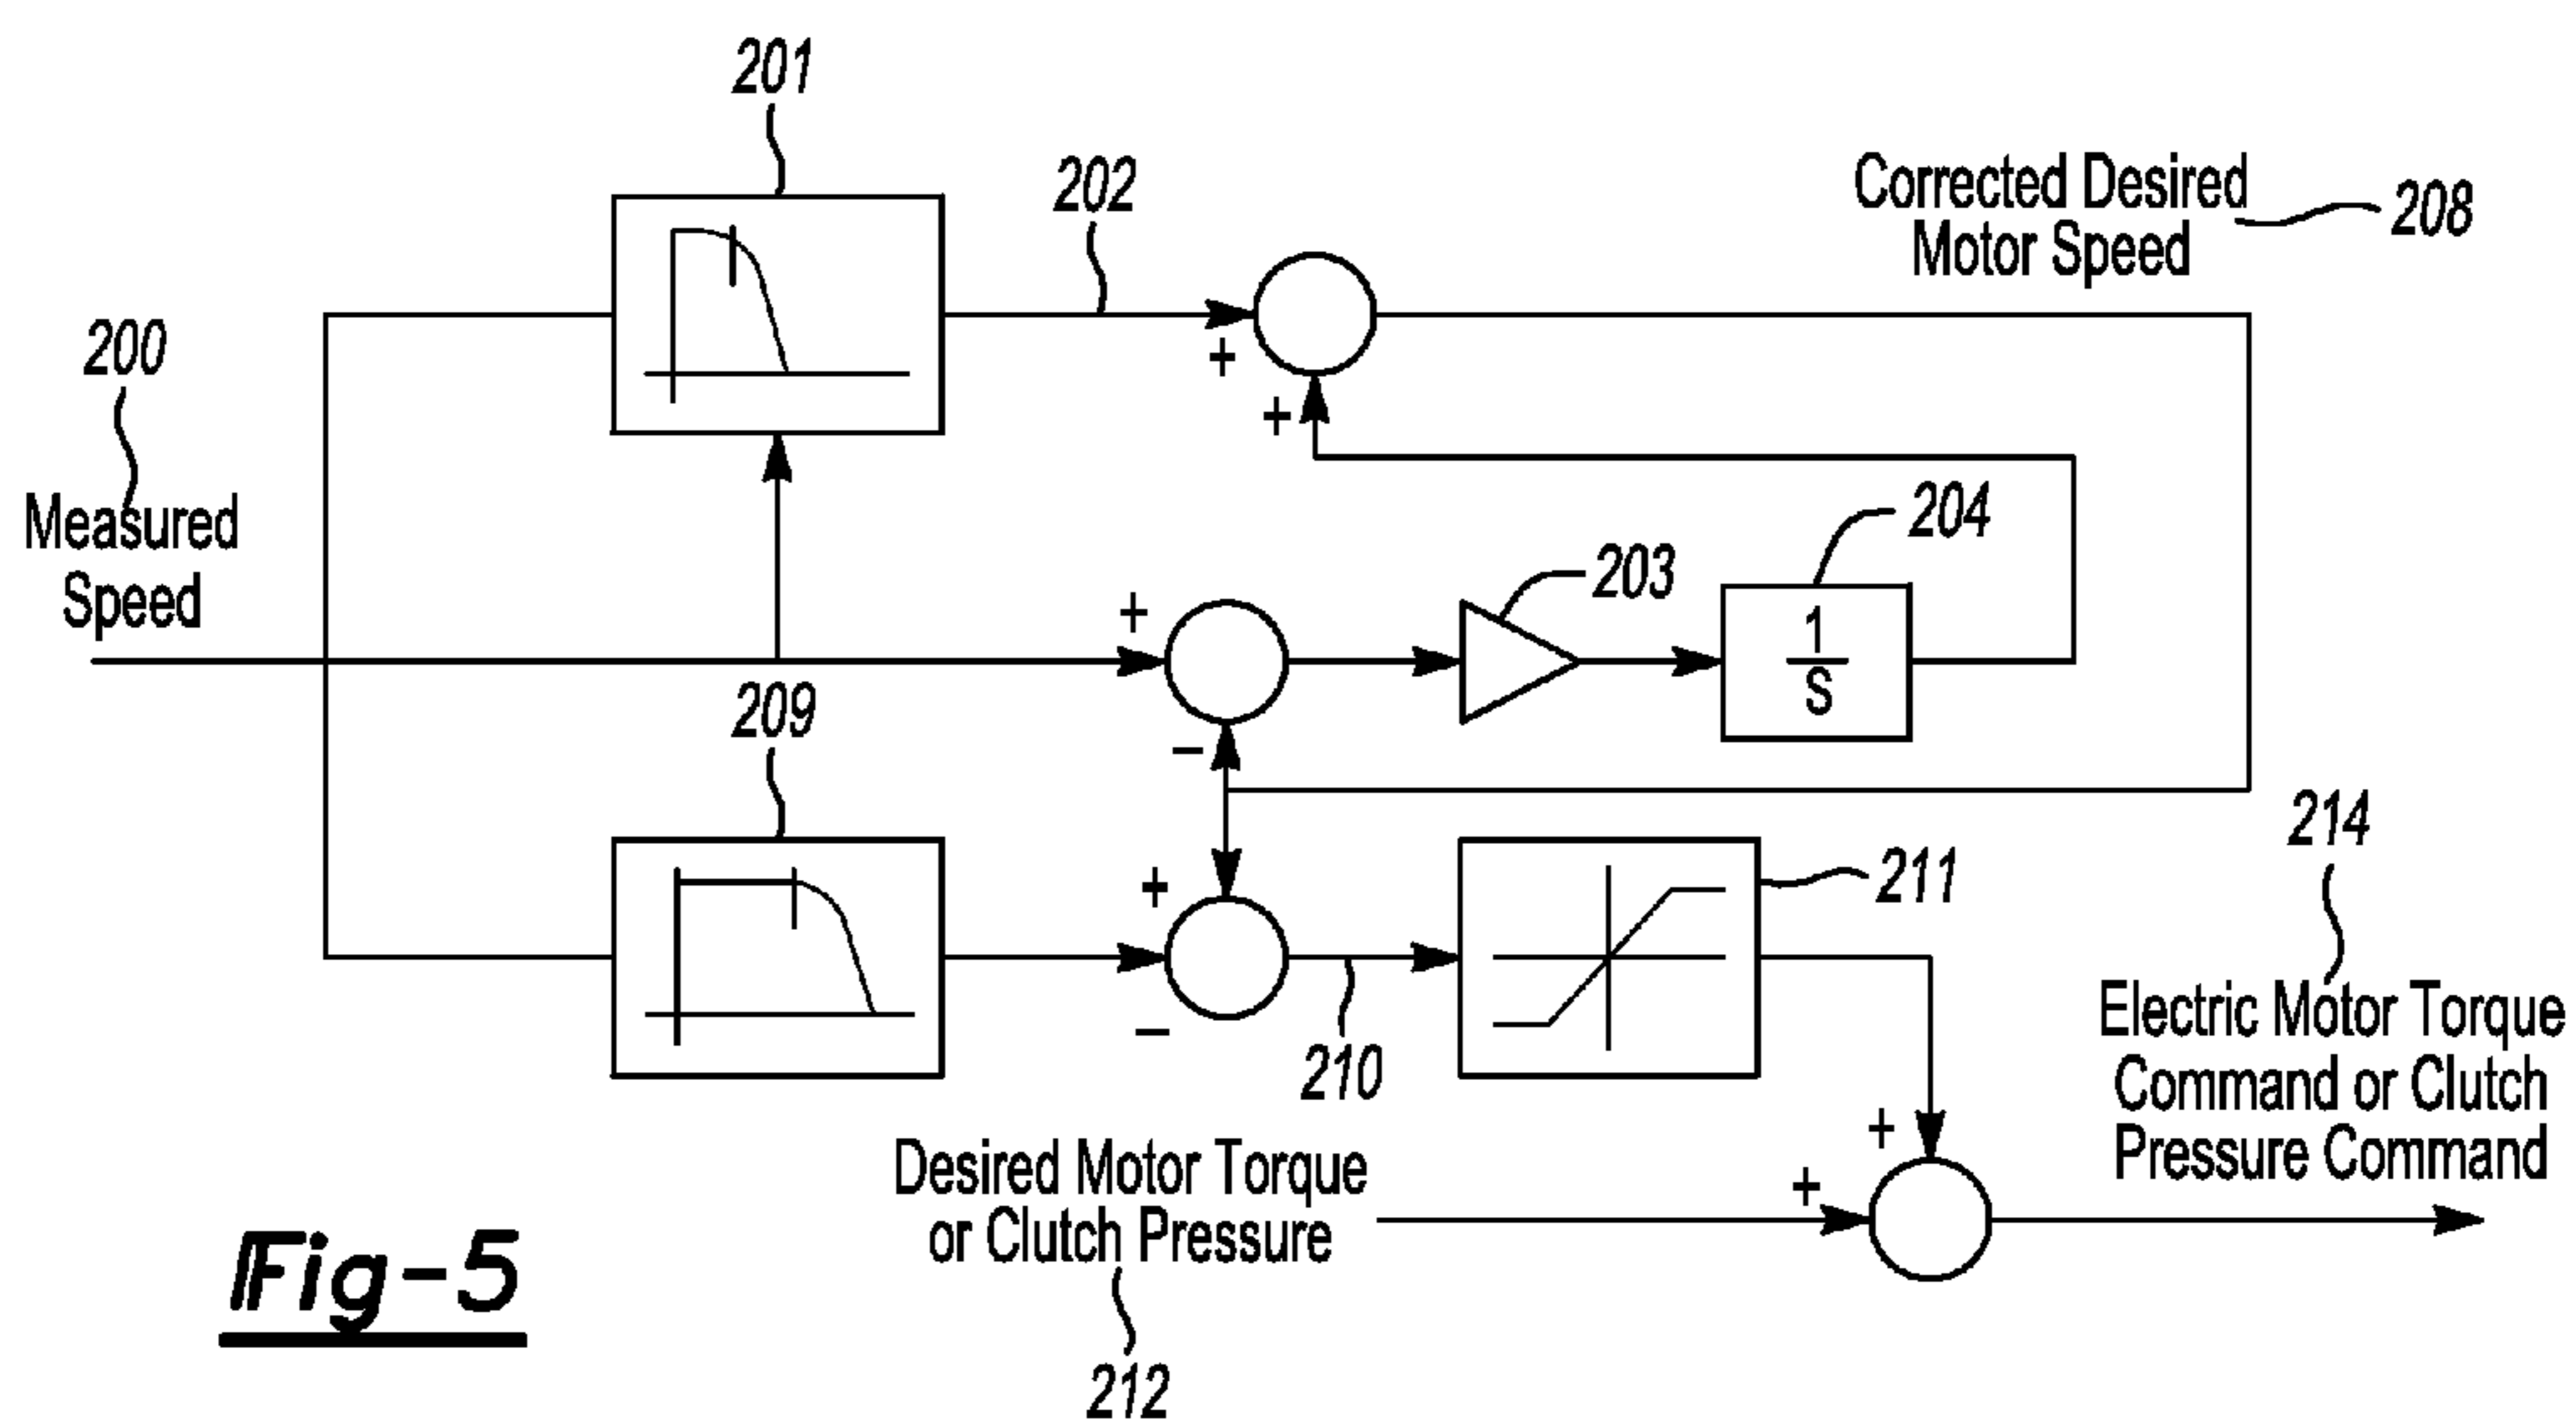 201
202
Corrected Desired
Motor Speed
208
200
Measured
Speed
+
+
204
203
+
1
S
209
−
214
211
+
−
210
Electric Motor Torque
Command or Clutch
Pressure Command
+
Desired Motor Torque
or Clutch Pressure
+
212
Fig-5